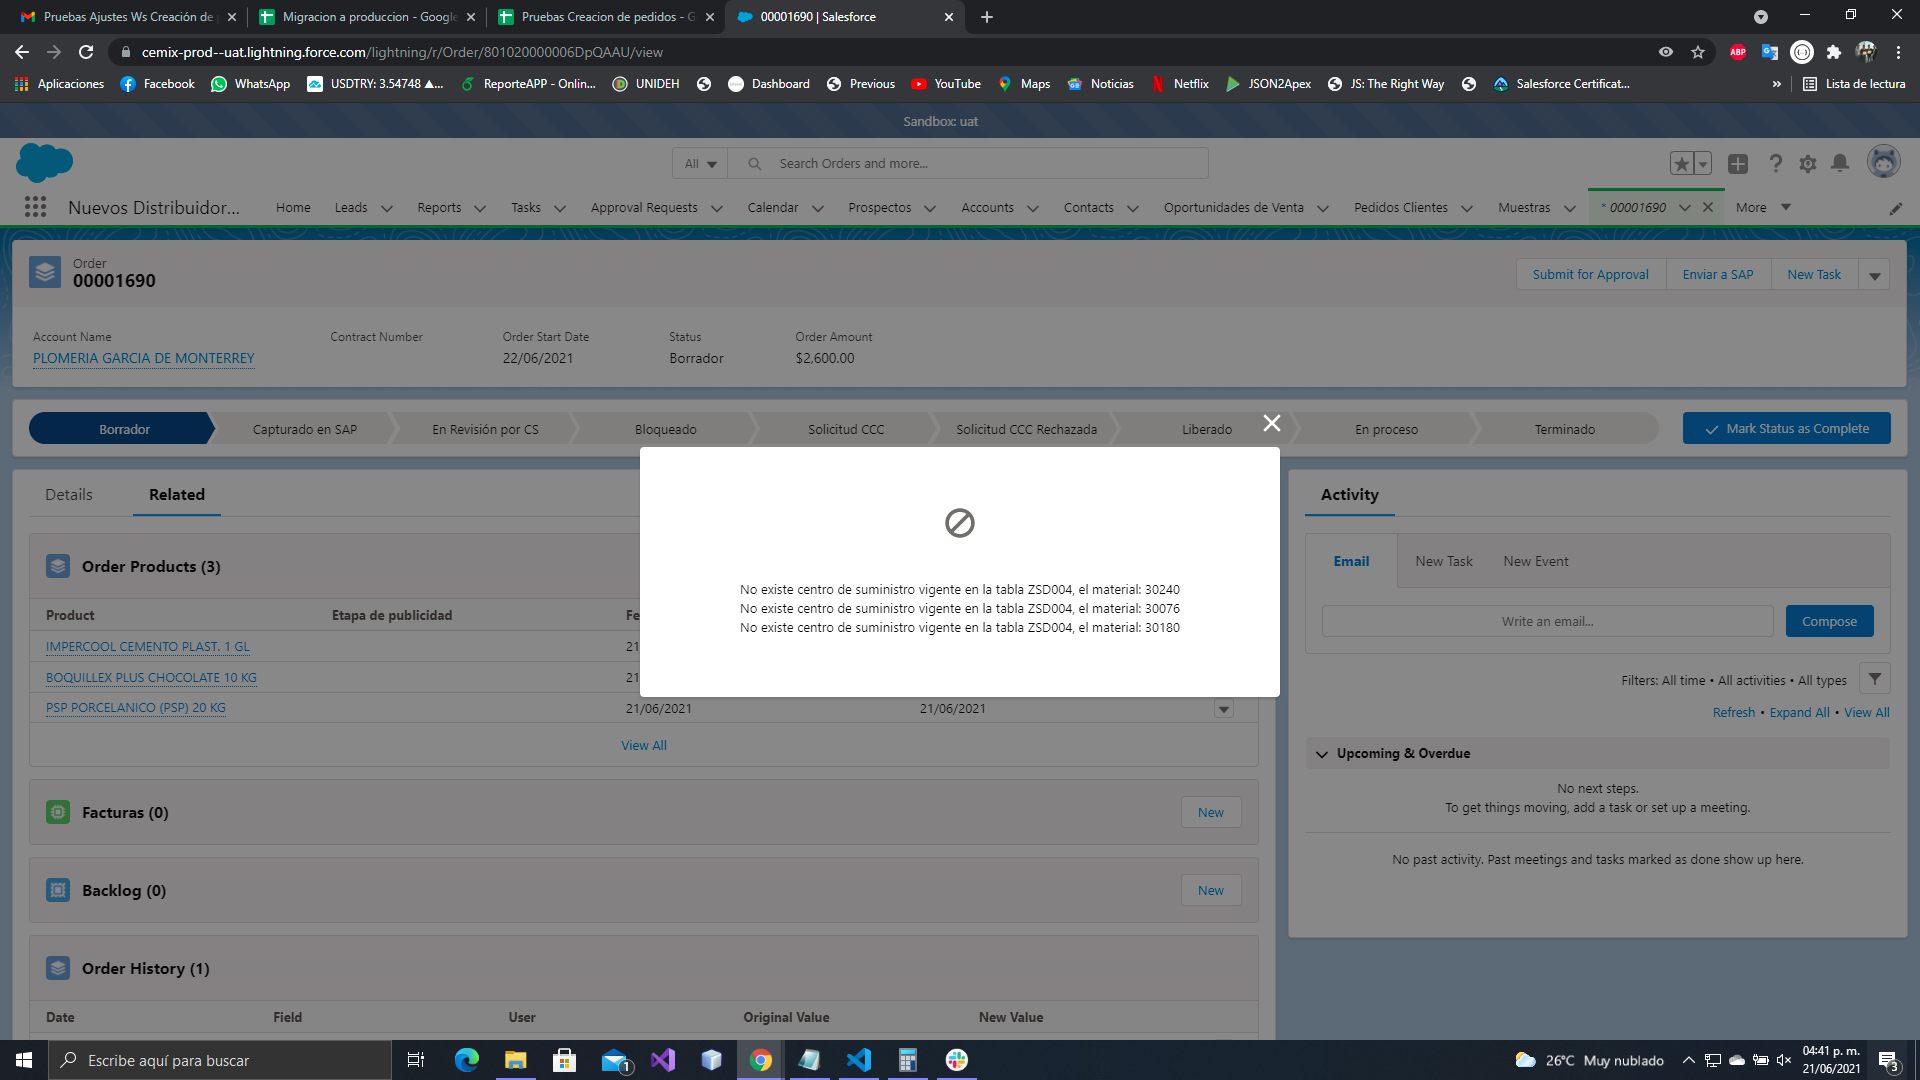 Pruebas Ajustes Ws Creación de
Migracion a produccion - Google
Pruebas Creacion de pedidos - G
00001690 | Salesforce
cemix-prod--uat.lightning.force.com/lightning/r/Order/801020000006DpQAAU/view
ABP
Aplicaciones
Facebook
WhatsApp
USDTRY: 3.54748 ▲...
ReporteAPP - Onlin...
UNIDEH
Dashboard
Previous
YouTube
Maps
Noticias
Netflix
JSON2Apex
JS: The Right Way
Salesforce Certificat...
»
Lista de lectura
Sandbox: uat
All
Search Orders and more...
Nuevos Distribuidor...
Home
Leads
Reports
Tasks
Approval Requests
Calendar
Prospectos
Accounts
Contacts
Oportunidades de Venta
Pedidos Clientes
Muestras
* 00001690
More
Order
00001690
Submit for Approval
Enviar a SAP
New Task
Account Name
Contract Number
Order Start Date
Status
Order Amount
PLOMERIA GARCIA DE MONTERREY
22/06/2021
Borrador
$2,600.00
Borrador
Capturado en SAP
En Revisión por CS
Bloqueado
Solicitud CCC
Solicitud CCC Rechazada
Liberado
En proceso
Terminado
Mark Status as Complete
Details
Related
Order Products (3)
Product
Etapa de publicidad
Fe
IMPERCOOL CEMENTO PLAST. 1 GL
21
BOQUILLEX PLUS CHOCOLATE 10 KG
21
PSP PORCELANICO (PSP) 20 KG
21/06/2021
21/06/2021
View All
No existe centro de suministro vigente en la tabla ZSD004, el material: 30240
No existe centro de suministro vigente en la tabla ZSD004, el material: 30076
No existe centro de suministro vigente en la tabla ZSD004, el material: 30180
Facturas (0)
New
Backlog (0)
New
Order History (1)
Date
Field
User
Original Value
New Value
Activity
Email
New Task
New Event
Write an email...
Compose
Filters: All time • All activities • All types
Refresh • Expand All • View All
Upcoming & Overdue
No next steps.
To get things moving, add a task or set up a meeting.
No past activity. Past meetings and tasks marked as done show up here.
Escribe aquí para buscar
1
26°C Muy nublado
04:41 p. m.
21/06/2021
3